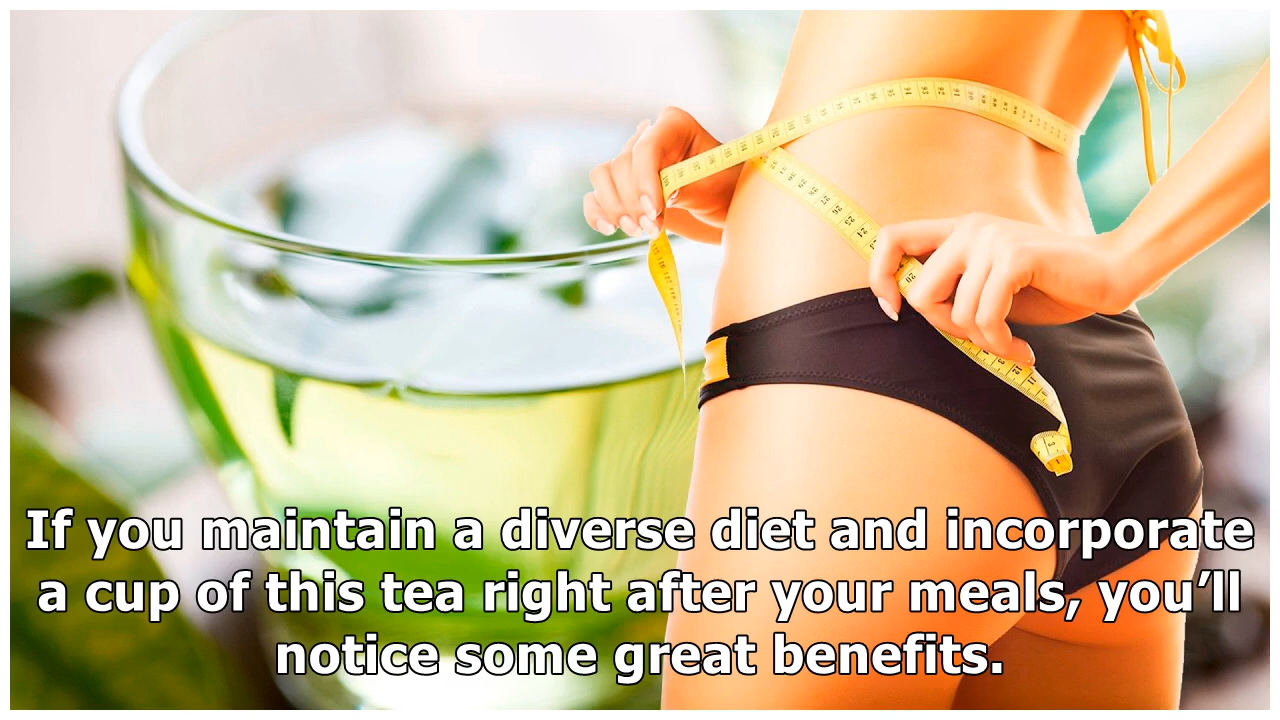 If you maintain a diverse diet and incorporate
a cup of this tea right after your meals, you’ll
notice some great benefits.